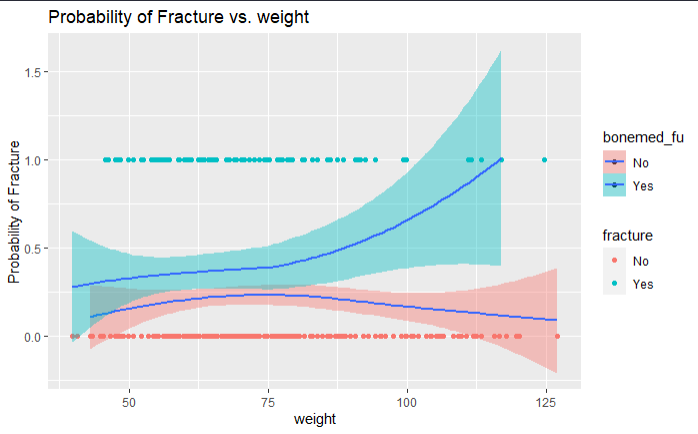 Probability of Fracture vs. weight
Probability of Fracture
1.5
1.0
0.5
0.0
50
75
100
125
weight
bonemed_fu
No
Yes
fracture
No
Yes